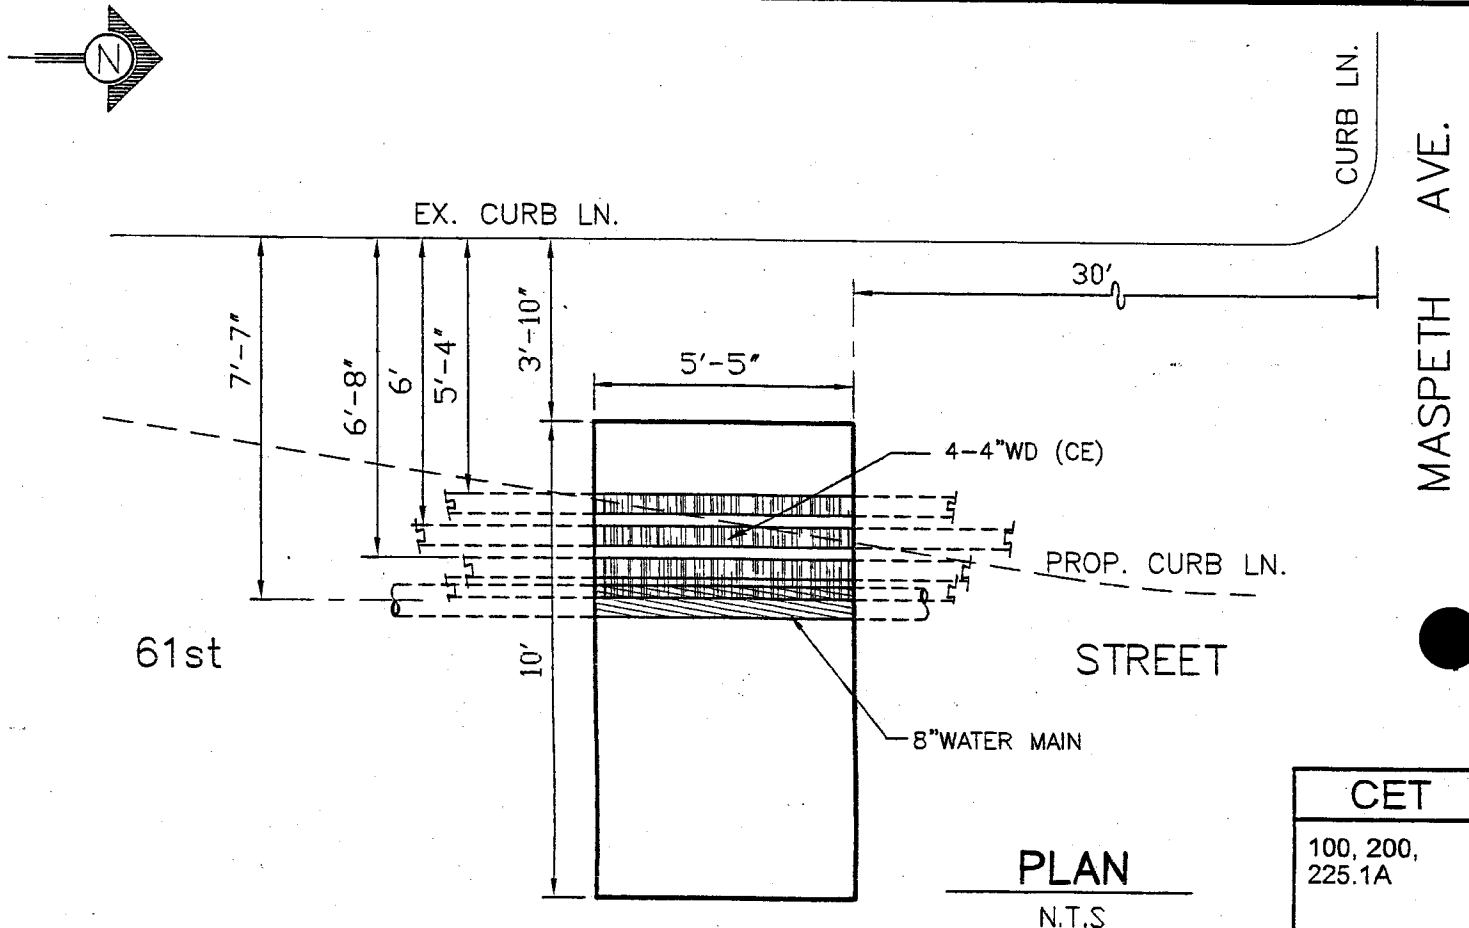 N
CURB LN.
MASPETH AVE.
EX. CURB LN.
30'
7'-7"
6'-8"
6'
5'-4"
3'-10"
5'-5"
4-4"WD (CE)
PROP. CURB LN.
61st STREET
10'
8"WATER MAIN
PLAN
N.T.S
CET
100, 200,
225.1A